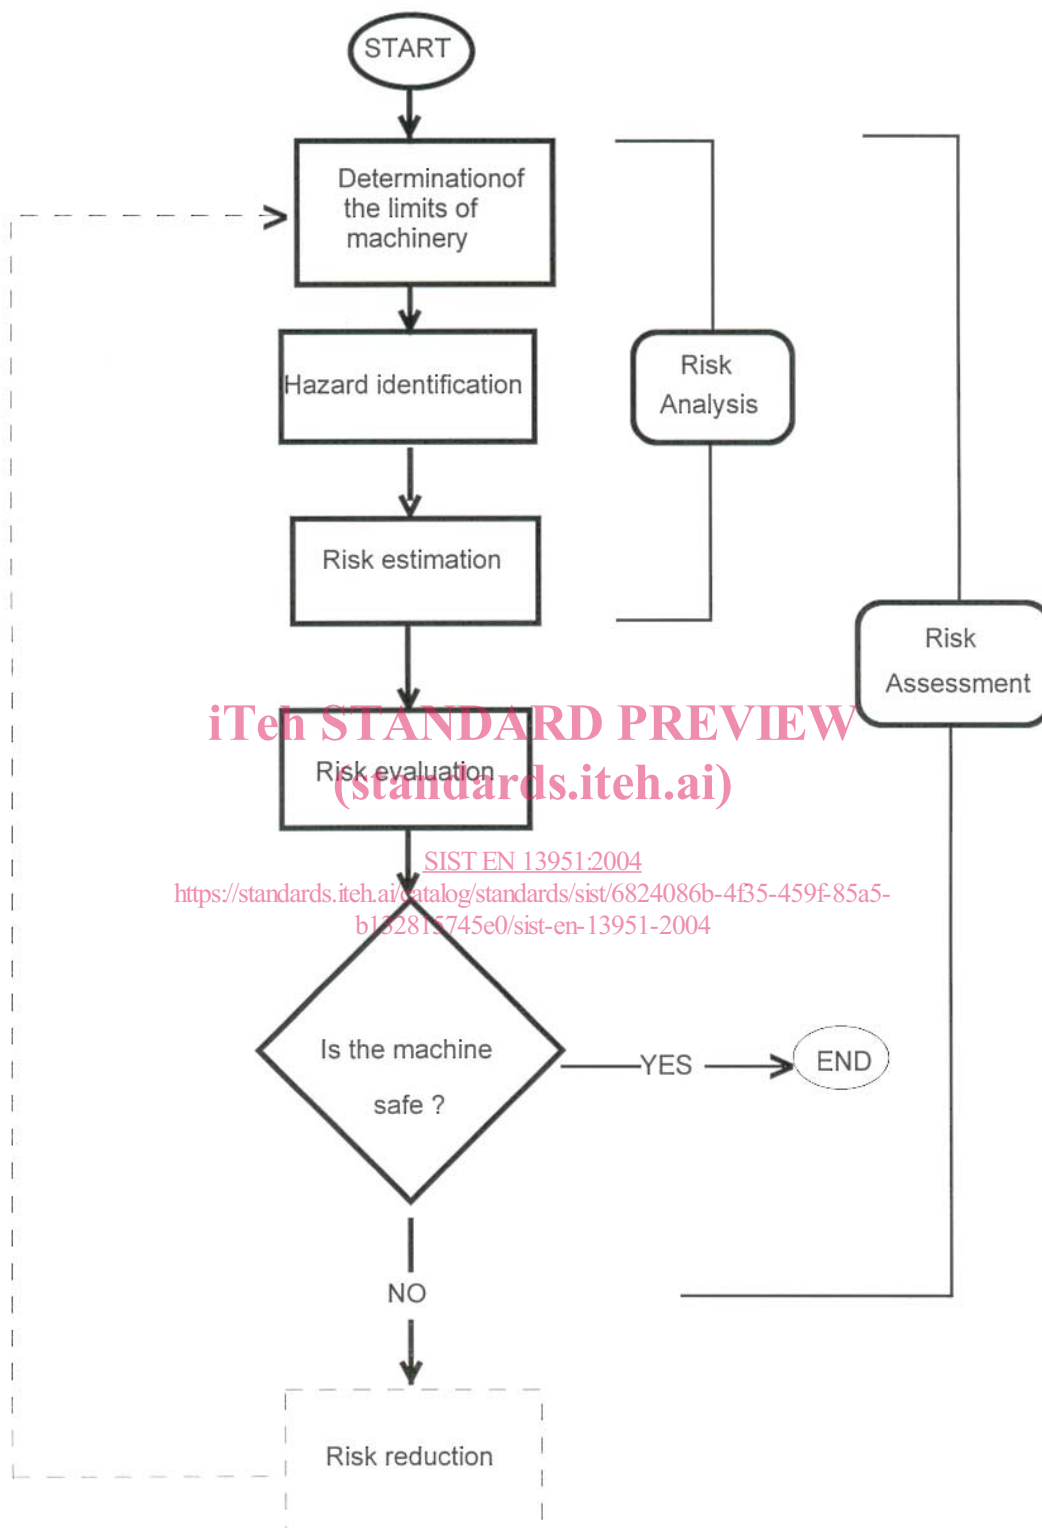 START
Determinationof
the limits of
machinery
Hazard identification
Risk
Analysis
Risk estimation
Risk
Assessment
iTeh STANDARD PREVIEW
Risk evaluation
(standards.iteh.ai)
SIST EN 13951:2004
https://standards.iteh.ai/catalog/standards/sist/6824086b-4f35-459f-85a5-
b132815745e0/sist-en-13951-2004
Is the machine
safe ?
YES
END
NO
Risk reduction